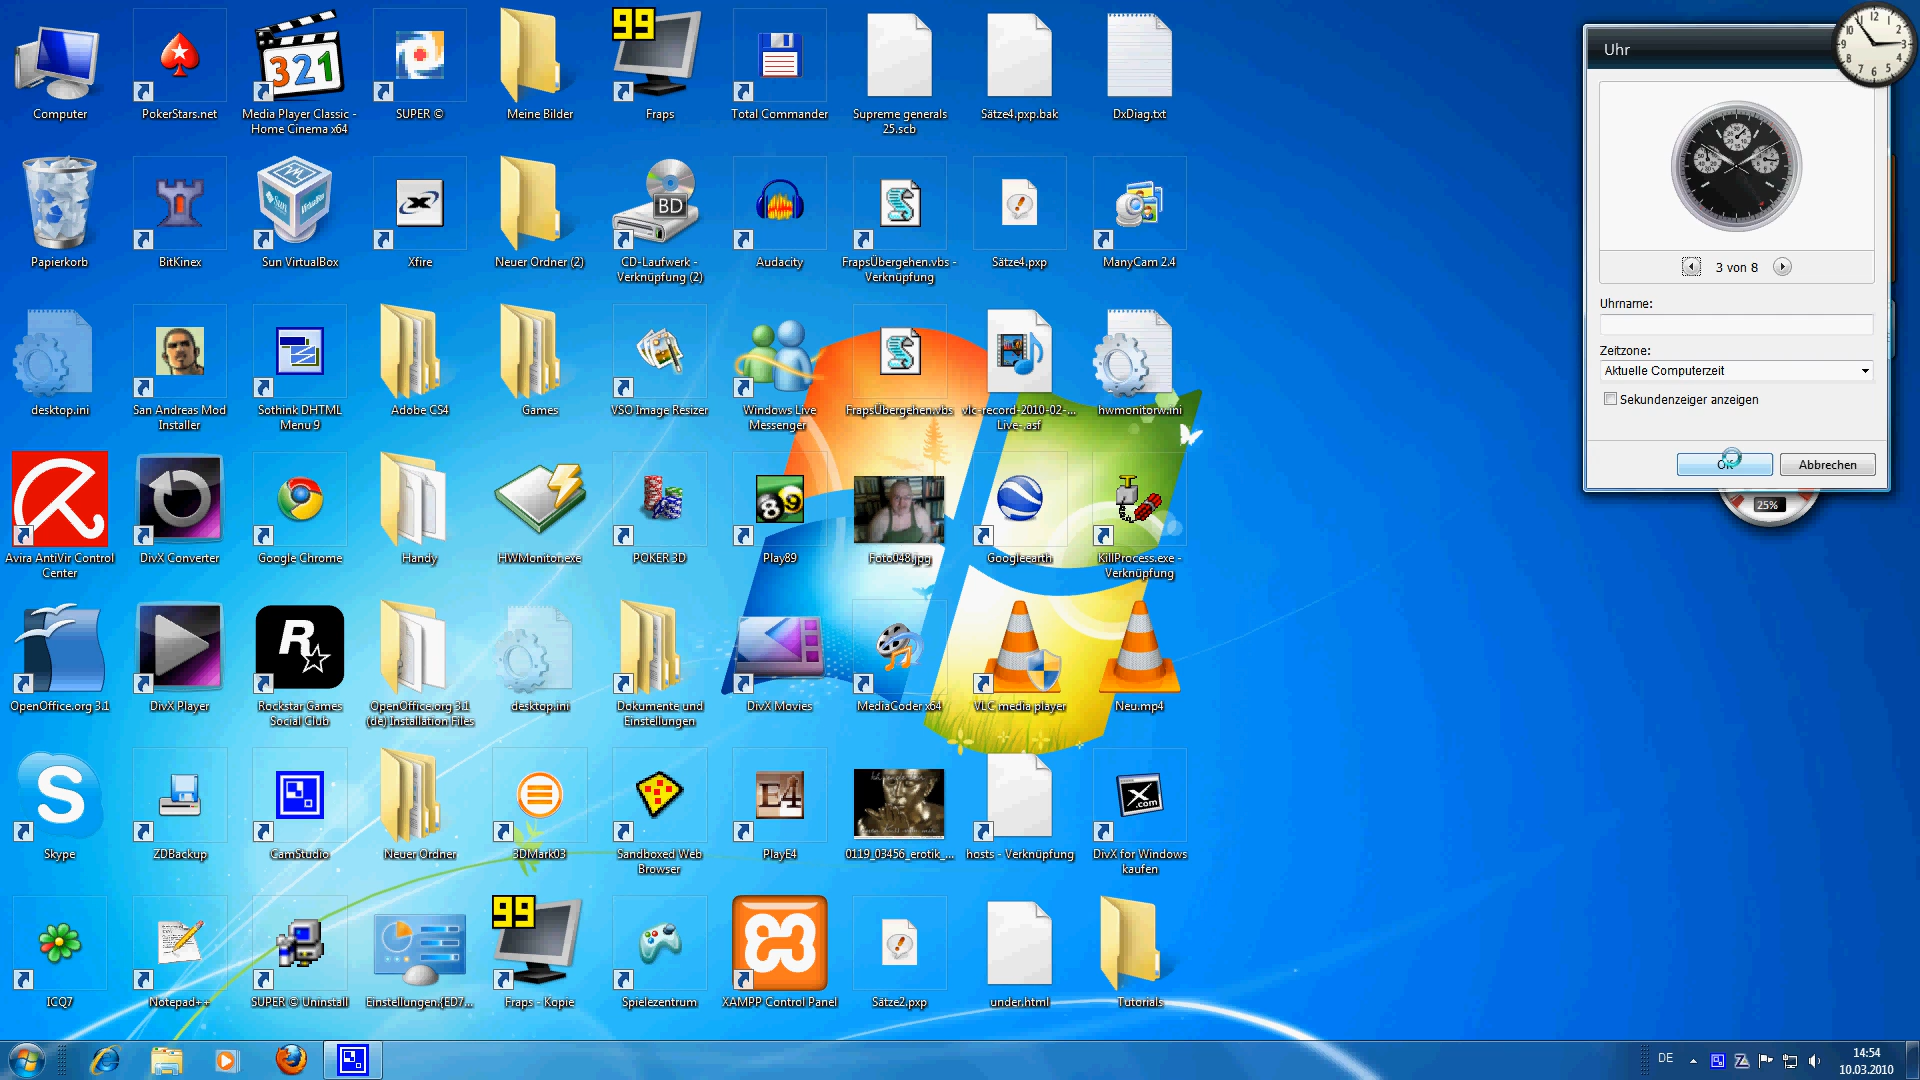 Computer
PokerStars.net
Media Player Classic -
Home Cinema x64
SUPER ©
Meine Bilder
99
Fraps
Total Commander
Supreme generals
25.scb
Sätze4.pxp.bak
DxDiag.txt
Papierkorb
BitKinex
Sun VirtualBox
Xfire
Neuer Ordner (2)
BD
CD-Laufwerk -
Verknüpfung (2)
Audacity
FrapsÜbergehen.vbs -
Verknüpfung
Sätze4.pxp
ManyCam 2.4
desktop.ini
San Andreas Mod
Installer
Sothink DHTML
Menu 9
Adobe CS4
Games
VSO Image Resizer
Windows Live
Messenger
FrapsÜbergehen.vbs
vlc-record-2010-02-...
Live-.asf
hwmonitorw.ini
Avira AntiVir Control
Center
DivX Converter
Google Chrome
Handy
HWMonitor.exe
POKER 3D
89
Play89
Foto048.jpg
Googleearth
KillProcess.exe -
Verknüpfung
OpenOffice.org 3.1
DivX Player
R
Rockstar Games
Social Club
OpenOffice.org 3.1
(de) Installation Files
desktop.ini
Dokumente und
Einstellungen
DivX Movies
MediaCoder x64
VLC media player
Neu.mp4
S
Skype
ZDBackup
CamStudio
Neuer Ordner
3DMark03
Sandboxed Web
Browser
E4
PlayE4
0119_03456_erotik_...
hosts - Verknüpfung
X.com
DivX for Windows
kaufen
ICQ7
Notepad++
SUPER © Uninstall
Einstellungen.{ED7...
99
Fraps - Kopie
Spielezentrum
XAMPP Control Panel
Sätze2.pxp
under.html
Tutorials
Uhr
3 von 8
Uhrname:
Zeitzone:
Aktuelle Computerzeit
Sekundenzeiger anzeigen
OK
Abbrechen
25%
DE
14:54
10.03.2010